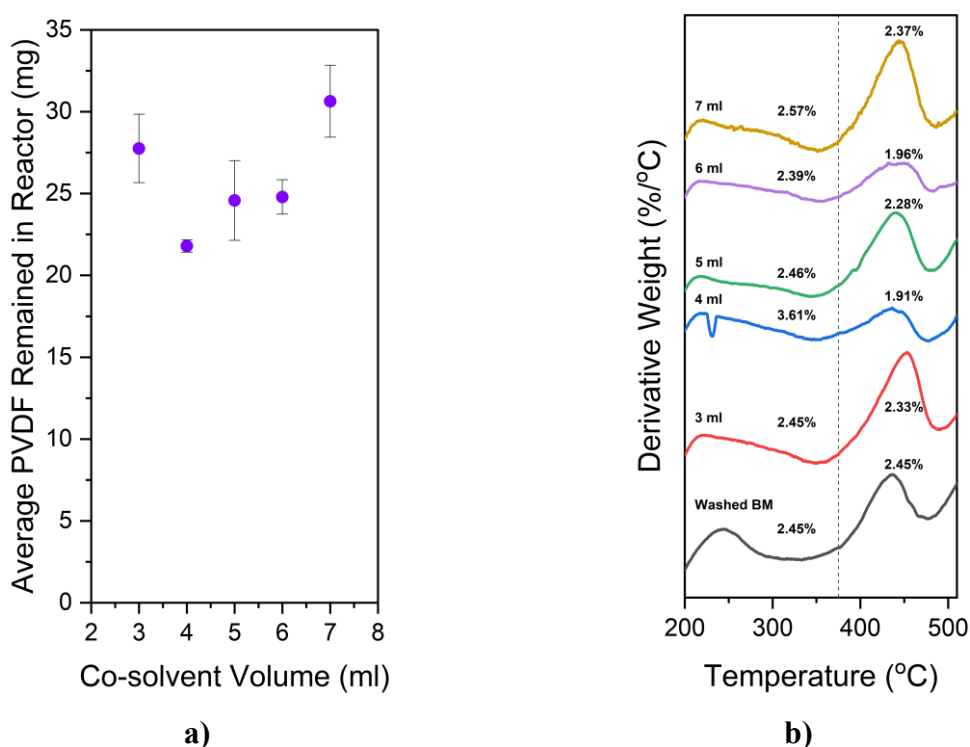 Average PVDF Remained in Reactor (mg)
35
30
25
20
15
10
5
0
2 3 4 5 6 7 8
Co-solvent Volume (ml)
a)
Derivative Weight (%/°C)
2.37%
7 ml
2.57%
1.96%
6 ml
2.39%
2.28%
5 ml
2.46%
4 ml
1.91%
3.61%
2.33%
3 ml
2.45%
2.45%
Washed BM
2.45%
200 300 400 500
Temperature (°C)
b)